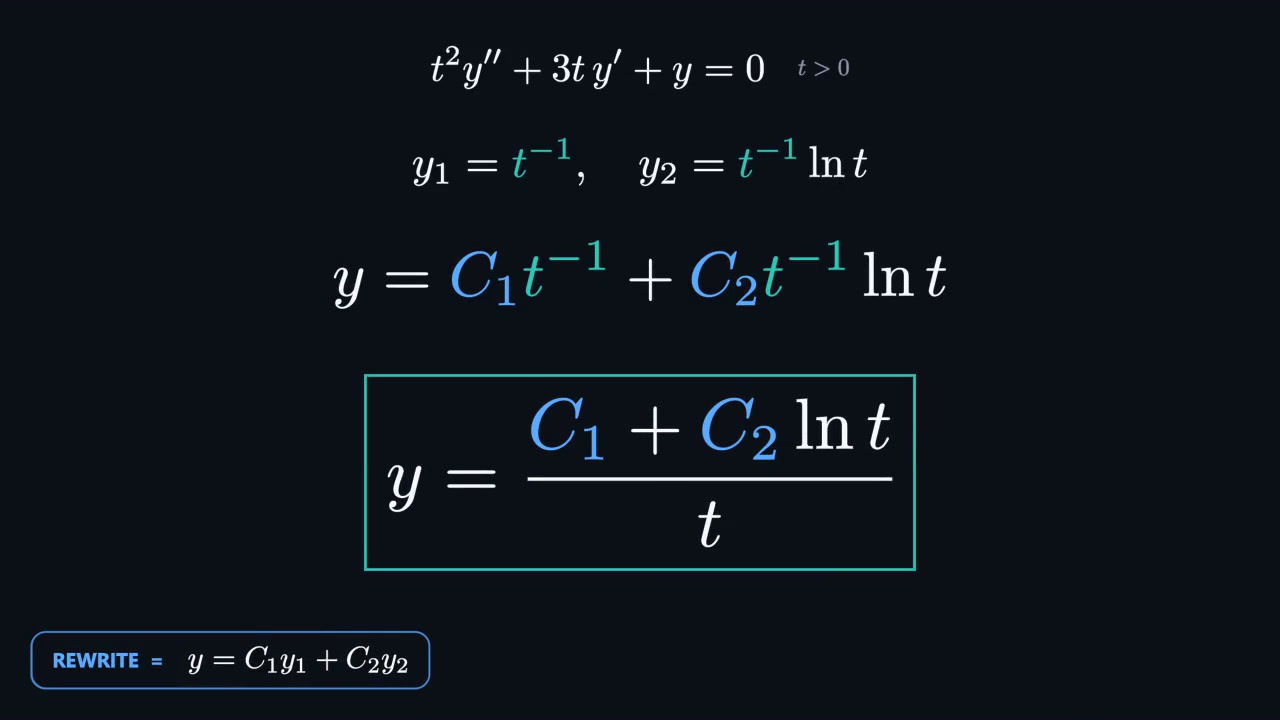 t²y″ + 3t y′ + y = 0 t > 0
y₁ = t⁻¹, y₂ = t⁻¹ ln t
y = C₁t⁻¹ + C₂t⁻¹ ln t
y = (C₁ + C₂ ln t) / t
REWRITE = y = C₁y₁ + C₂y₂